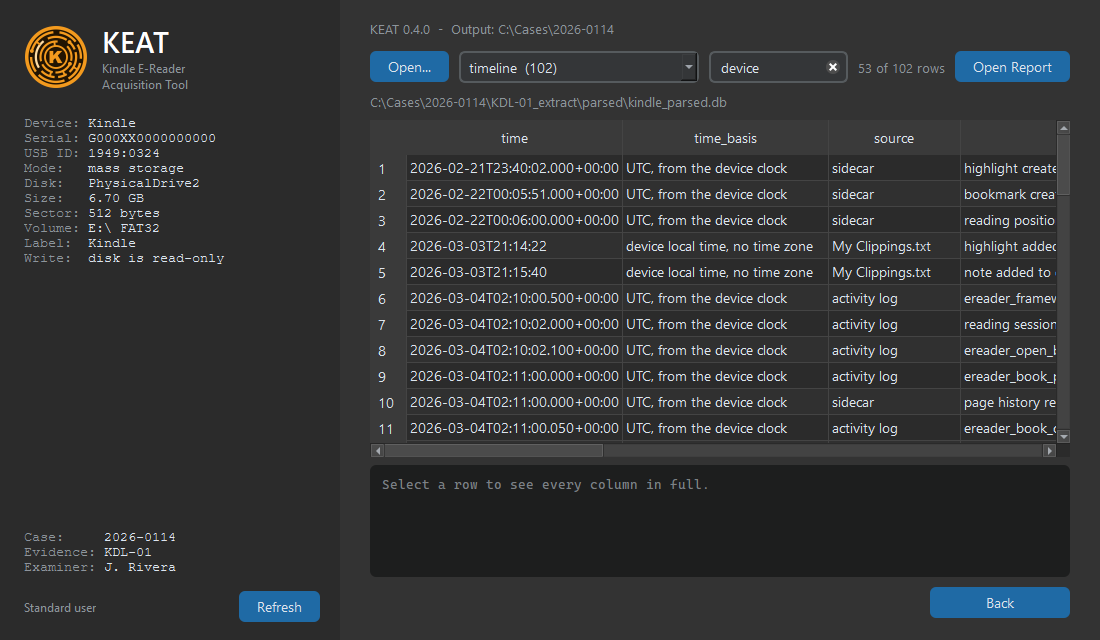 KEAT
Kindle E-Reader
Acquisition Tool
Device: Kindle
Serial: G000XX0000000000
USB ID: 1949:0324
Mode: mass storage
Disk: PhysicalDrive2
Size: 6.70 GB
Sector: 512 bytes
Volume: E:\ FAT32
Label: Kindle
Write: disk is read-only
Case: 2026-0114
Evidence: KDL-01
Examiner: J. Rivera
Standard user
Refresh
KEAT 0.4.0 - Output: C:\Cases\2026-0114
Open... timeline (102) device 53 of 102 rows Open Report
C:\Cases\2026-0114\KDL-01_extract\parsed\kindle_parsed.db
time time_basis source
1 2026-02-21T23:40:02.000+00:00 UTC, from the device clock sidecar highlight create
2 2026-02-22T00:05:51.000+00:00 UTC, from the device clock sidecar bookmark crea
3 2026-02-22T00:06:00.000+00:00 UTC, from the device clock sidecar reading positio
4 2026-03-03T21:14:22 device local time, no time zone My Clippings.txt highlight added
5 2026-03-03T21:15:40 device local time, no time zone My Clippings.txt note added to
6 2026-03-04T02:10:00.500+00:00 UTC, from the device clock activity log ereader_framew
7 2026-03-04T02:10:02.000+00:00 UTC, from the device clock activity log reading session
8 2026-03-04T02:10:02.100+00:00 UTC, from the device clock activity log ereader_open_b
9 2026-03-04T02:11:00.000+00:00 UTC, from the device clock activity log ereader_book_p
10 2026-03-04T02:11:00.000+00:00 UTC, from the device clock sidecar page history re
11 2026-03-04T02:11:00.050+00:00 UTC, from the device clock activity log ereader_book_c
Select a row to see every column in full.
Back